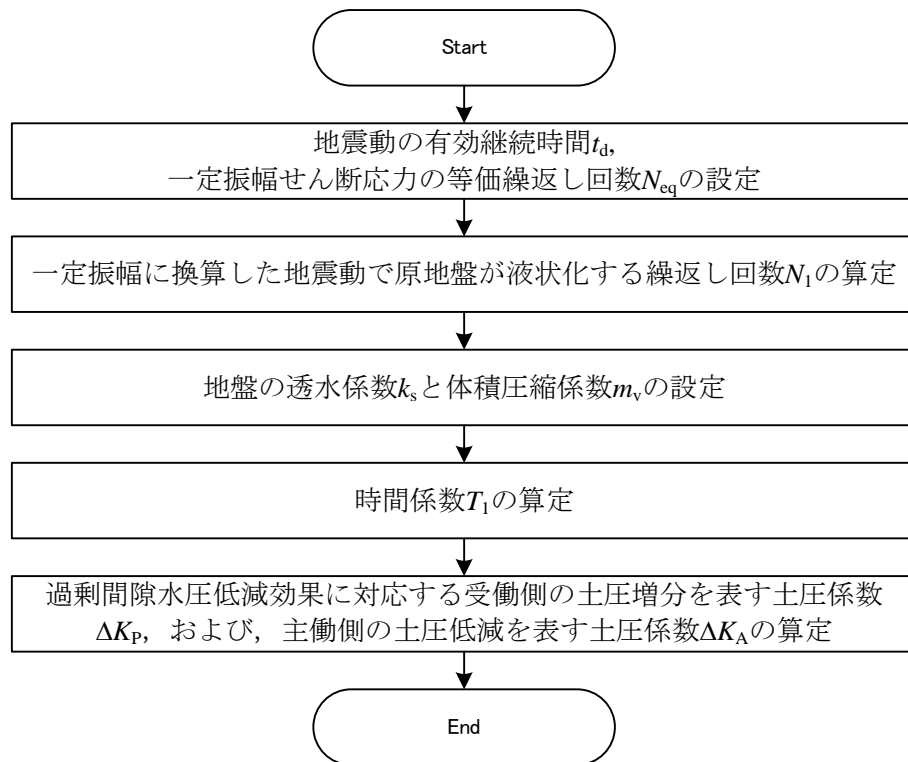 Start
地震動の有効継続時間td,
一定振幅せん断応力の等価繰返し回数Neqの設定
一定振幅に換算した地震動で原地盤が液状化する繰返し回数N1の算定
地盤の透水係数ksと体積圧縮係数mvの設定
時間係数T1の算定
過剰間隙水圧低減効果に対応する受働側の土圧増分を表す土圧係数
ΔKP，および，主働側の土圧低減を表す土圧係数ΔKAの算定
End